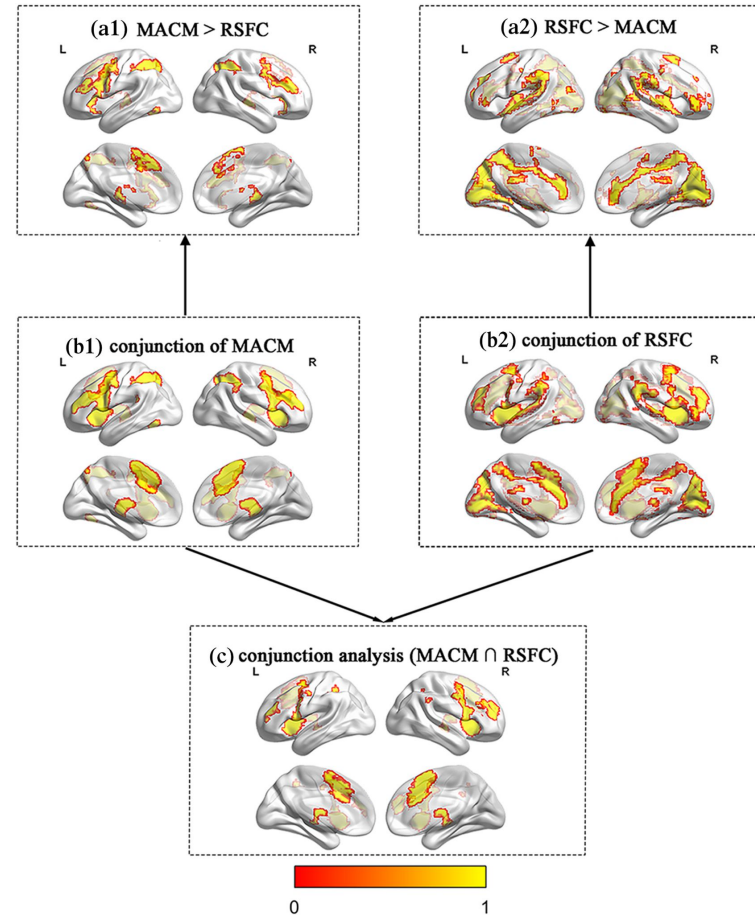 (a1) MACM > RSFC
L
R
(a2) RSFC > MACM
L
R
(b1) conjunction of MACM
L
R
(b2) conjunction of RSFC
L
R
(c) conjunction analysis (MACM ∩ RSFC)
L
R
0
1